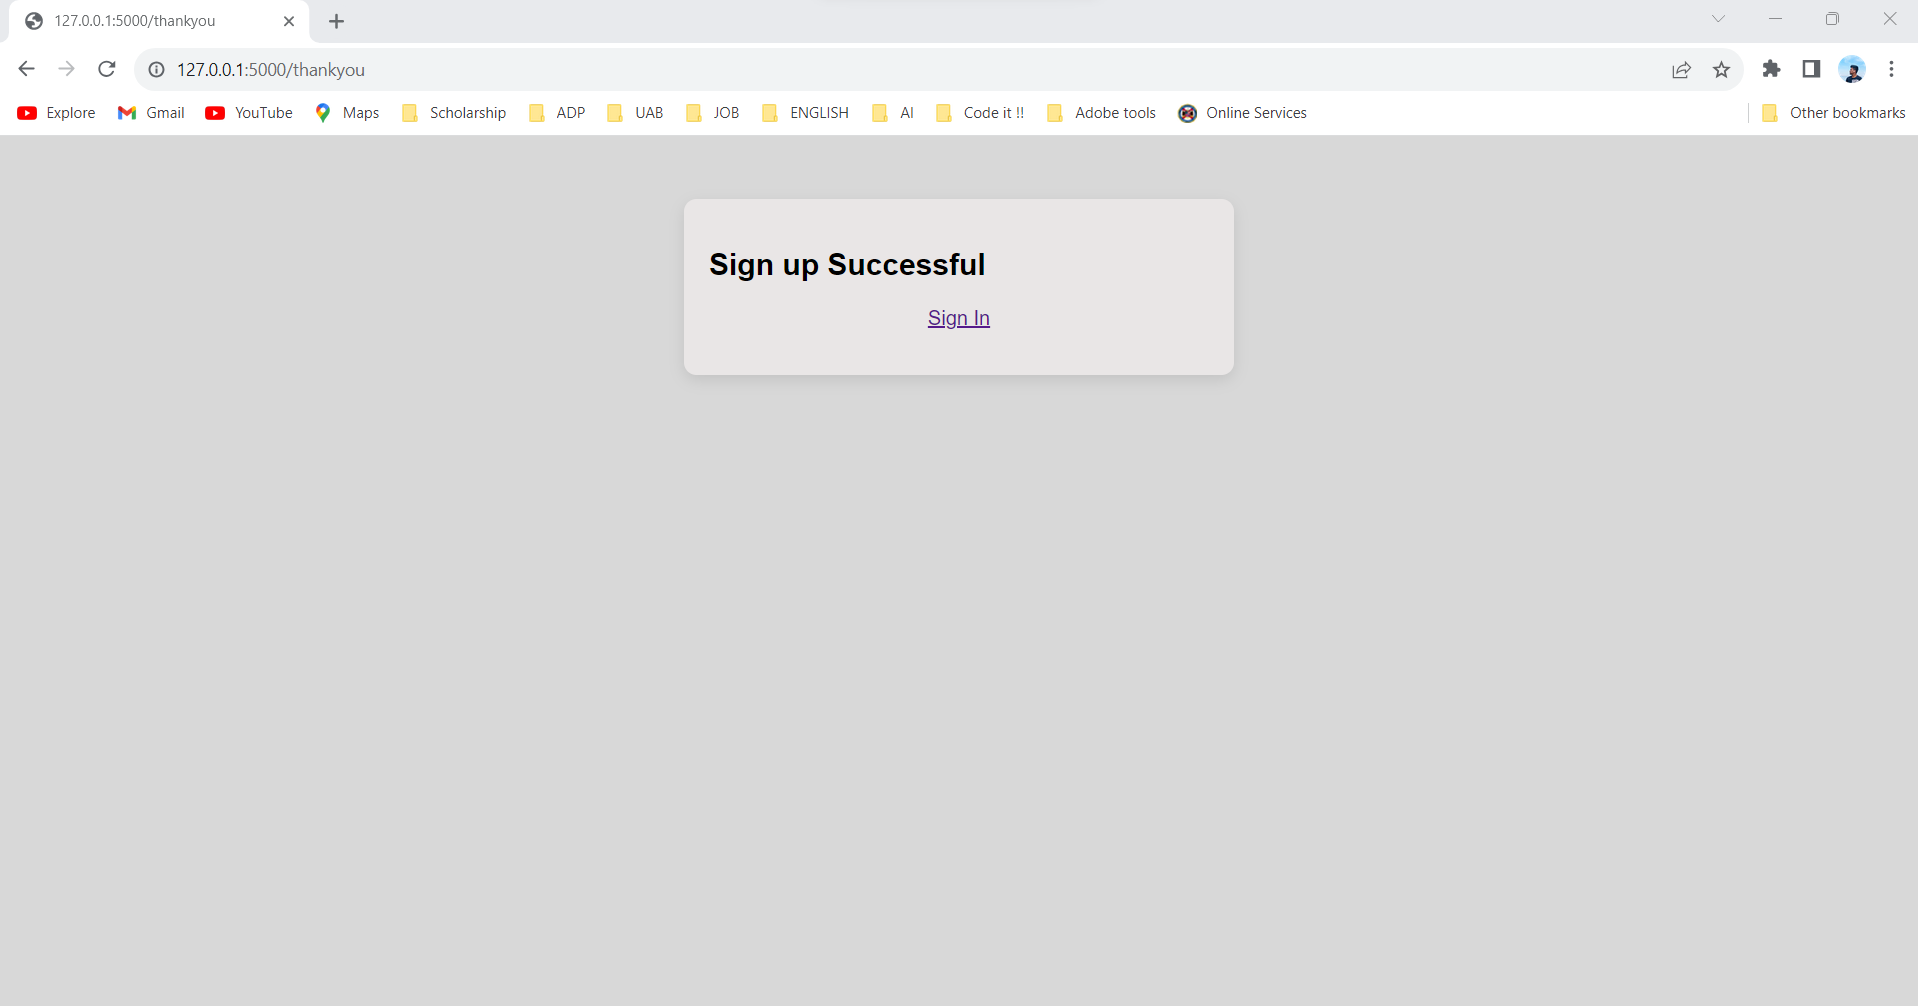 127.0.0.1:5000/thankyou
127.0.0.1:5000/thankyou
Explore Gmail YouTube Maps Scholarship ADP UAB JOB ENGLISH AI Code it !! Adobe tools Online Services Other bookmarks
Sign up Successful
Sign In